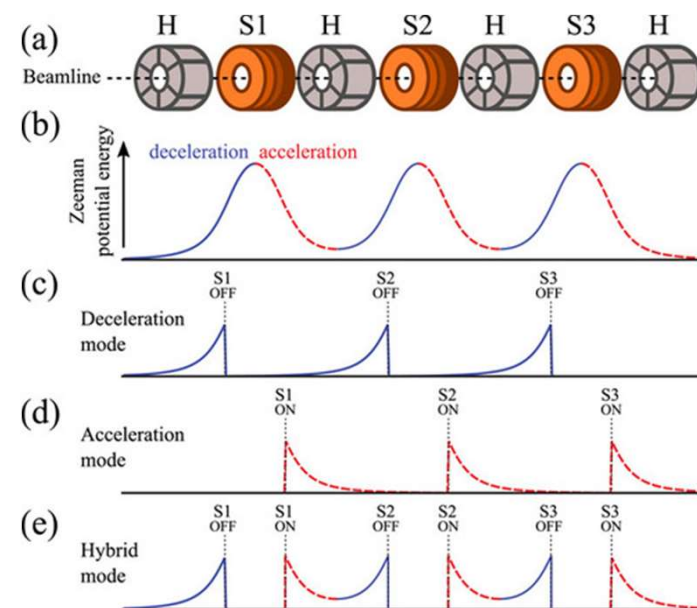 (a) H S1 H S2 H S3 H
Beamline
(b)
deceleration acceleration
Zeeman
potential energy
(c) S1 S2 S3
OFF OFF OFF
Deceleration
mode
(d) S1 S2 S3
ON ON ON
Acceleration
mode
(e) S1 S1 S2 S2 S3 S3
OFF ON OFF ON OFF ON
Hybrid
mode